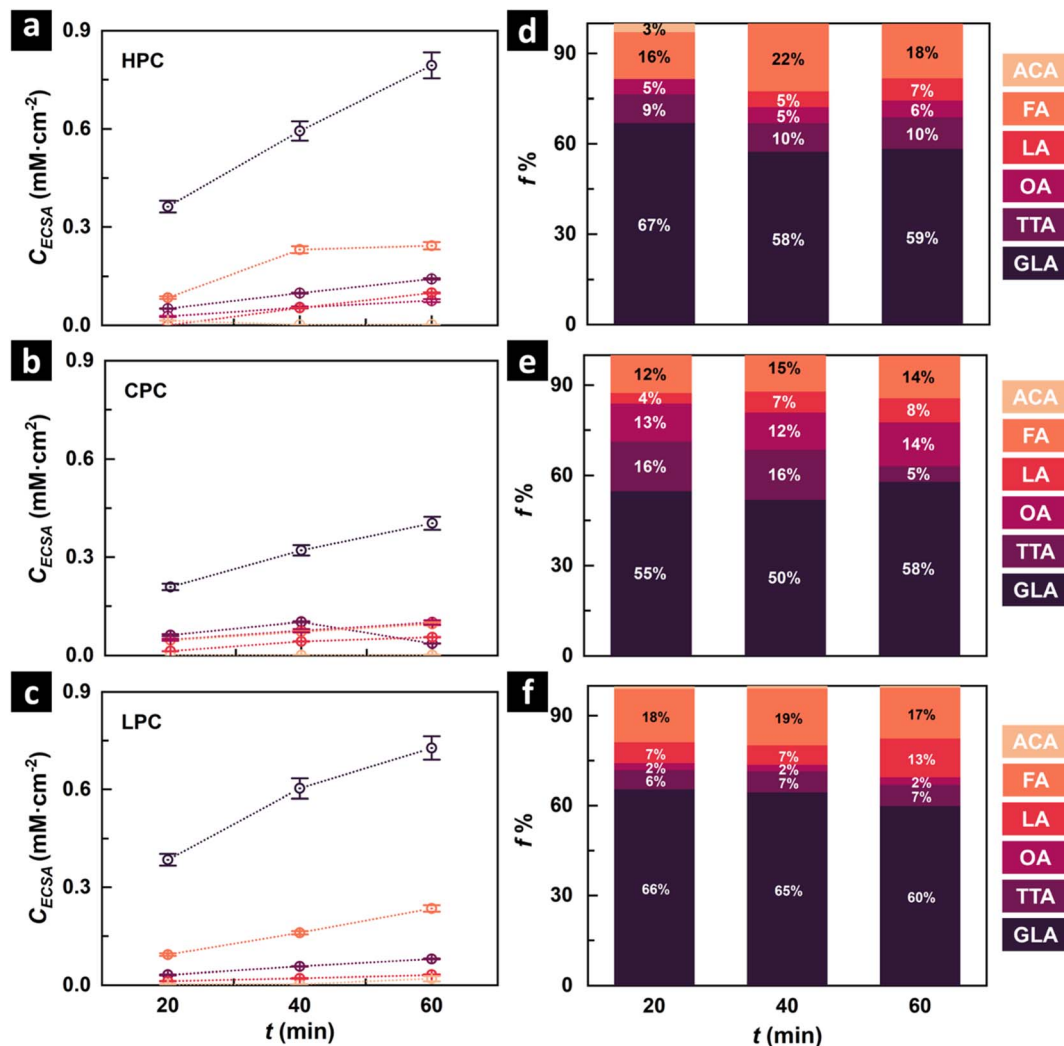 a
HPC
0.9
0.6
0.3
0.0
C_ECSA (mM·cm⁻²)
d
90
60
30
0
f %
3%
16%
5%
9%
67%
22%
5%
5%
10%
58%
18%
7%
6%
10%
59%
ACA
FA
LA
OA
TTA
GLA
b
CPC
0.9
0.6
0.3
0.0
C_ECSA (mM·cm²)
e
90
60
30
0
f %
12%
4%
13%
16%
55%
15%
7%
12%
16%
50%
14%
8%
14%
5%
58%
ACA
FA
LA
OA
TTA
GLA
c
LPC
0.9
0.6
0.3
0.0
C_ECSA (mM·cm⁻²)
20
40
60
t (min)
f
90
60
30
0
f %
18%
7%
2%
6%
66%
19%
7%
2%
7%
65%
17%
13%
2%
7%
60%
20
40
60
t (min)
ACA
FA
LA
OA
TTA
GLA